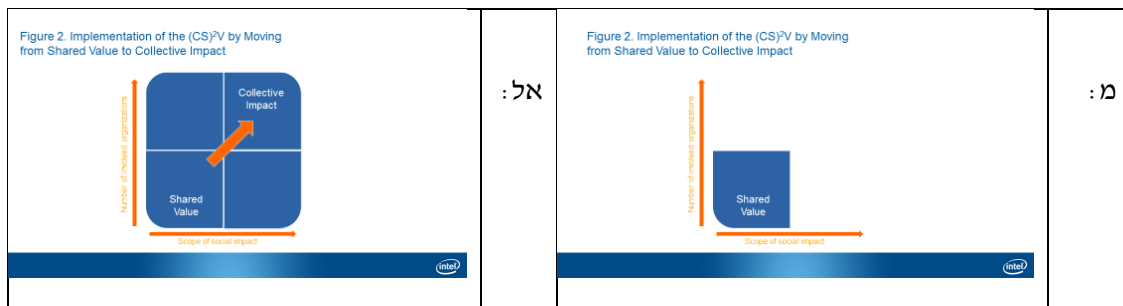 מ:
Figure 2. Implementation of the (CS)²V by Moving
from Shared Value to Collective Impact
Number of involved organizations
Shared
Value
Scope of social impact
intel
אל:
Figure 2. Implementation of the (CS)²V by Moving
from Shared Value to Collective Impact
Number of involved organizations
Collective
Impact
Shared
Value
Scope of social impact
intel